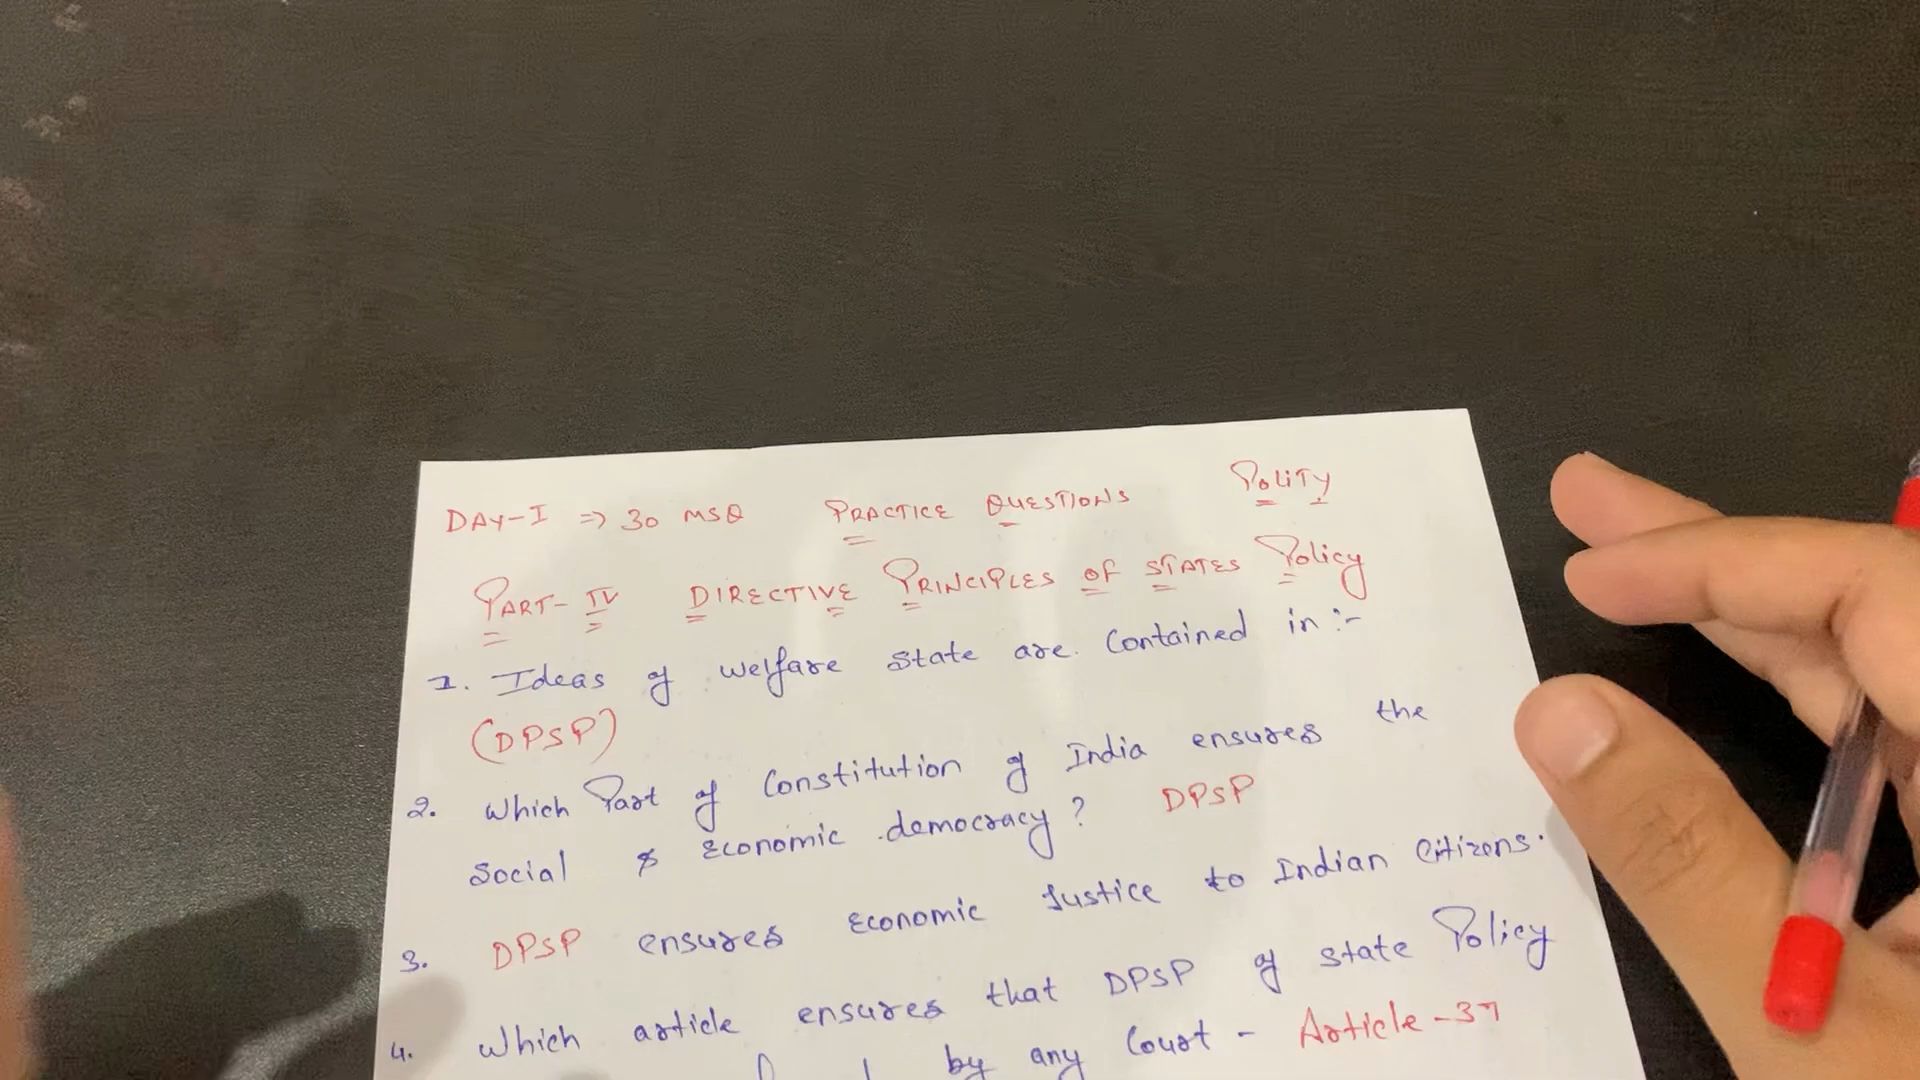 DAY-I => 30 MSQ PRACTICE QUESTIONS POLITY
PART-IV DIRECTIVE PRINCIPLES OF STATES Policy
1. Ideas of welfare state are contained in :-
(DPSP)
2. Which Part of Constitution of India ensures the
Social & Economic democracy? DPSP
3. DPSP ensures Economic Justice to Indian Citizens.
4. Which article ensures that DPSP of state Policy
by any Court - Article-37